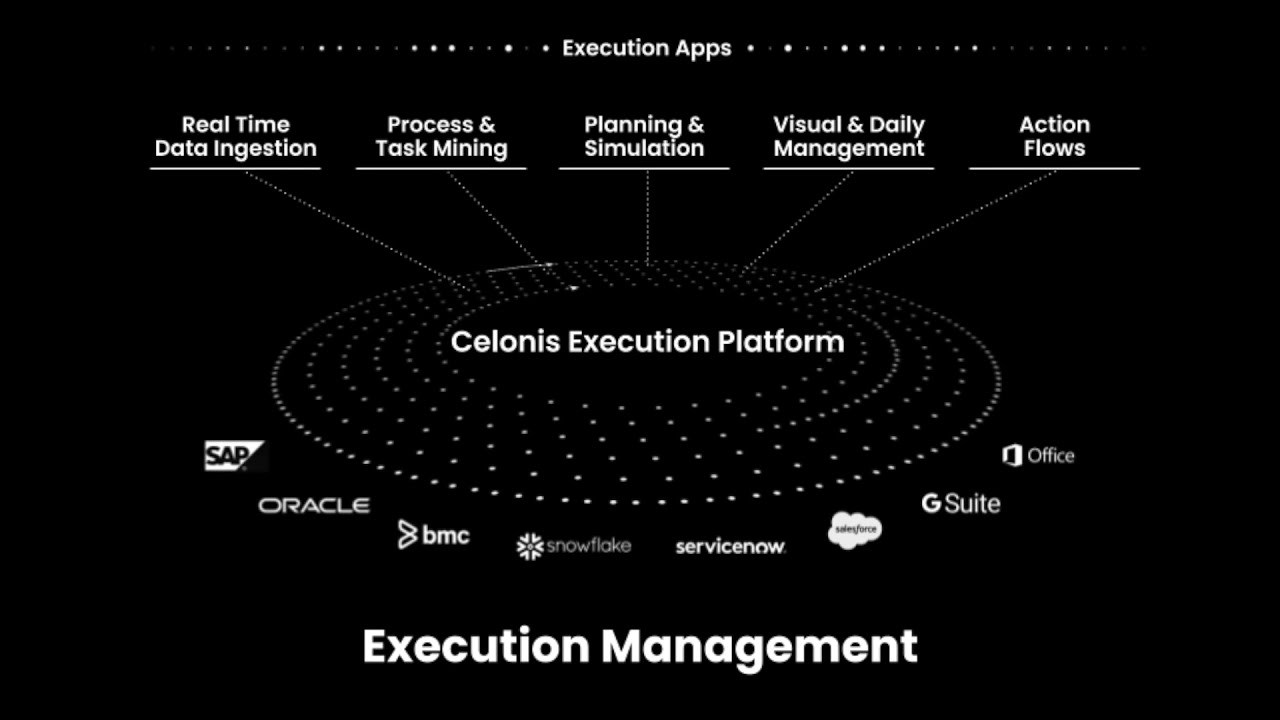 Execution Apps
Real Time
Data Ingestion
Process &
Task Mining
Planning &
Simulation
Visual & Daily
Management
Action
Flows
Celonis Execution Platform
SAP
ORACLE
bmc
snowflake
servicenow
salesforce
G Suite
Office
Execution Management